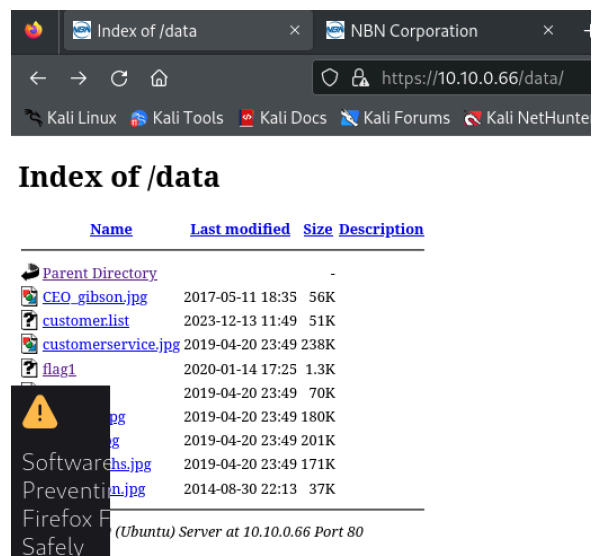 Index of /data × NBN Corporation ×
https://10.10.0.66/data/
Kali Linux Kali Tools Kali Docs Kali Forums Kali NetHunte
Index of /data
Name Last modified Size Description
Parent Directory -
CEO_gibson.jpg 2017-05-11 18:35 56K
customer.list 2023-12-13 11:49 51K
customerservice.jpg 2019-04-20 23:49 238K
flag1 2020-01-14 17:25 1.3K
2019-04-20 23:49 70K
pg 2019-04-20 23:49 180K
g 2019-04-20 23:49 201K
hs.jpg 2019-04-20 23:49 171K
n.jpg 2014-08-30 22:13 37K
(Ubuntu) Server at 10.10.0.66 Port 80
Software
Preventi
Firefox F
Safely